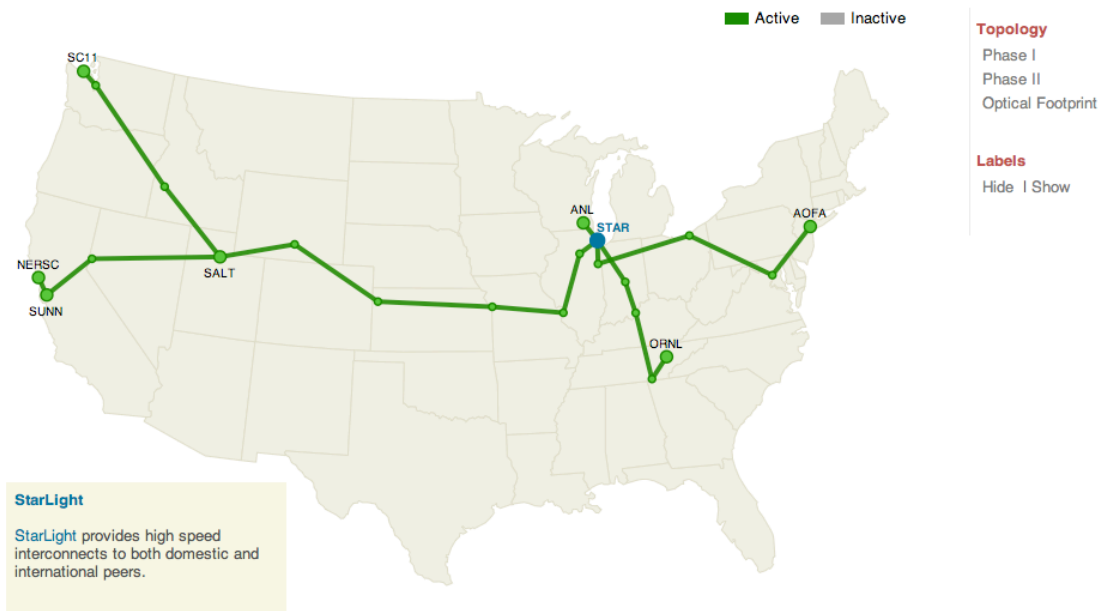 Active
Inactive
Topology
Phase I
Phase II
Optical Footprint
Labels
Hide | Show
SC11
ANL
STAR
AOFA
NERSC
SALT
SUNN
ORNL
StarLight
StarLight provides high speed
interconnects to both domestic and
international peers.